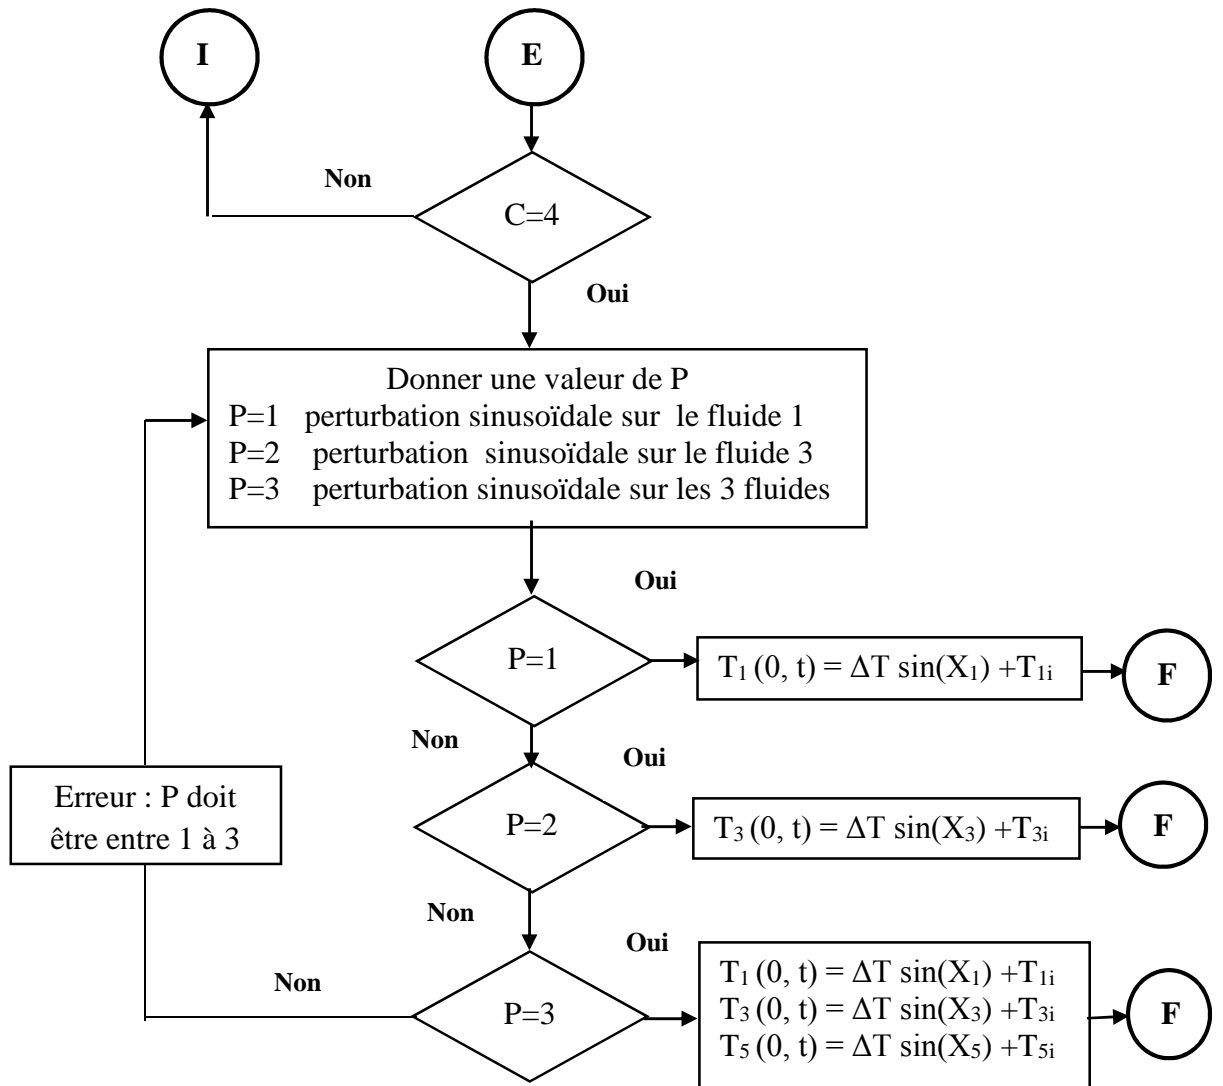 I
E
Non
C=4
Oui
Donner une valeur de P
P=1 perturbation sinusoïdale sur le fluide 1
P=2 perturbation sinusoïdale sur le fluide 3
P=3 perturbation sinusoïdale sur les 3 fluides
Oui
P=1
T₁ (0, t) = ΔT sin(X₁) +T₁ᵢ
F
Non
Oui
Erreur : P doit
être entre 1 à 3
P=2
T₃ (0, t) = ΔT sin(X₃) +T₃ᵢ
F
Non
Oui
Non
P=3
T₁ (0, t) = ΔT sin(X₁) +T₁ᵢ
T₃ (0, t) = ΔT sin(X₃) +T₃ᵢ
T₅ (0, t) = ΔT sin(X₅) +T₅ᵢ
F